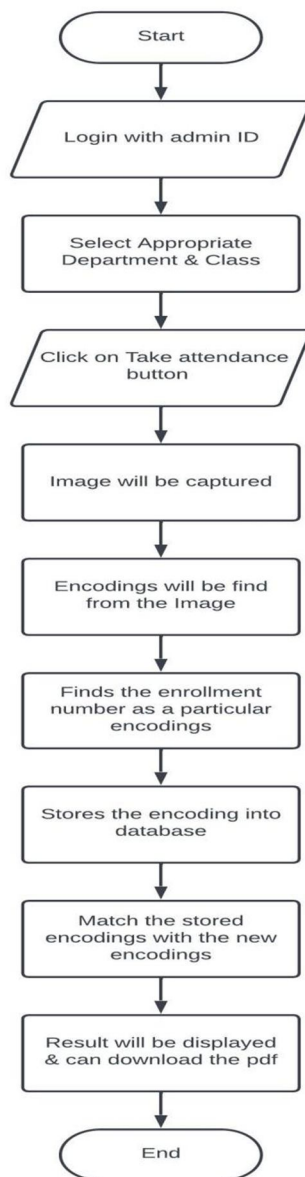 Start
Login with admin ID
Select Appropriate
Department & Class
Click on Take attendance
button
Image will be captured
Encodings will be find
from the Image
Finds the enrollment
number as a particular
encodings
Stores the encoding into
database
Match the stored
encodings with the new
encodings
Result will be displayed
& can download the pdf
End